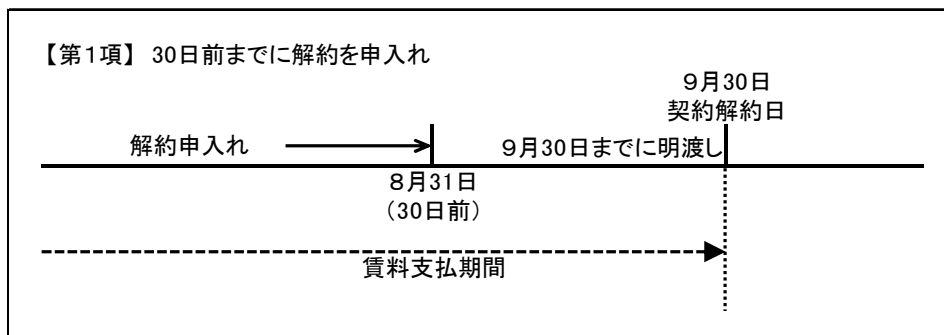 【第1項】 30日前までに解約を申入れ
9月30日
契約解約日
解約申入れ
9月30日までに明渡し
8月31日
(30日前)
賃料支払期間